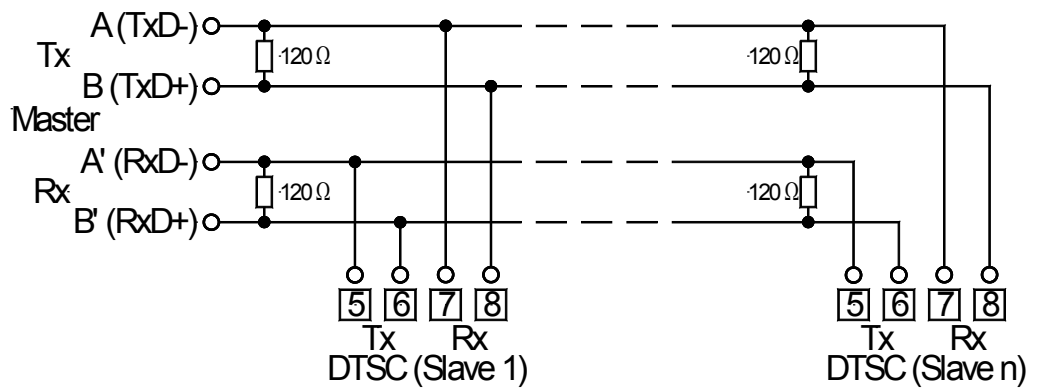 A (TxD-)
Tx
120 Ω
120 Ω
B (TxD+)
Master
A' (RxD-)
Rx
120 Ω
120 Ω
B' (RxD+)
5 6 7 8
5 6 7 8
Tx Rx
Tx Rx
DTSC (Slave 1)
DTSC (Slave n)